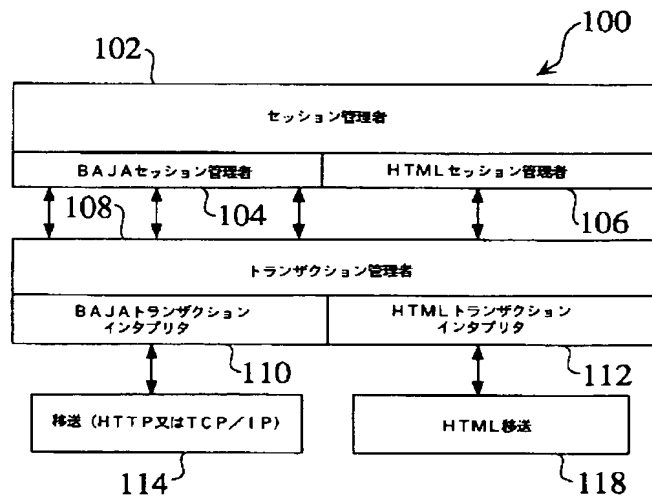 100
102
セッション管理者
BAJAセッション管理者 HTMLセッション管理者
108 104 106
トランザクション管理者
BAJAトランザクション
インタプリタ
HTMLトランザクション
インタプリタ
110 112
移送(HTTP又はTCP/IP) HTML移送
114 118